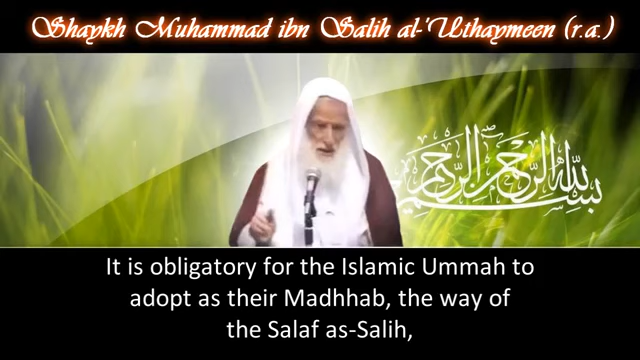 Shaykh Muhammad ibn Salih al-'Uthaymeen (r.a.)
بسم الله الرحمن الرحيم
It is obligatory for the Islamic Ummah to
adopt as their Madhhab, the way of
the Salaf as-Salih,